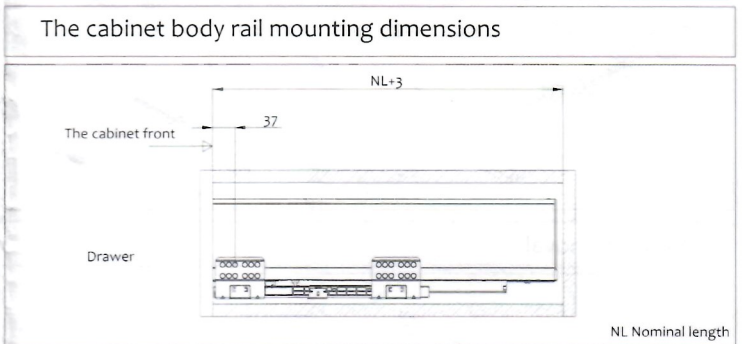 The cabinet body rail mounting dimensions
NL+3
37
The cabinet front
Drawer
NL Nominal length